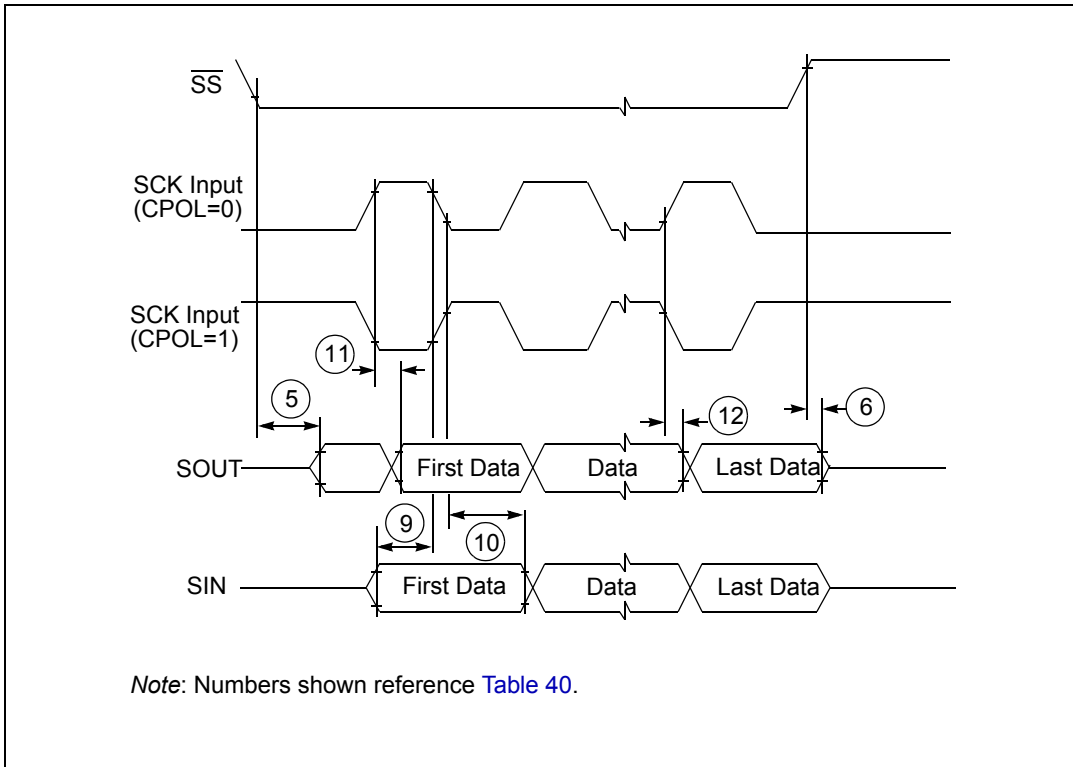 SS
SCK Input
(CPOL=0)
SCK Input
(CPOL=1)
11
5
12
6
SOUT
First Data
Data
Last Data
9
10
SIN
First Data
Data
Last Data
Note: Numbers shown reference Table 40.